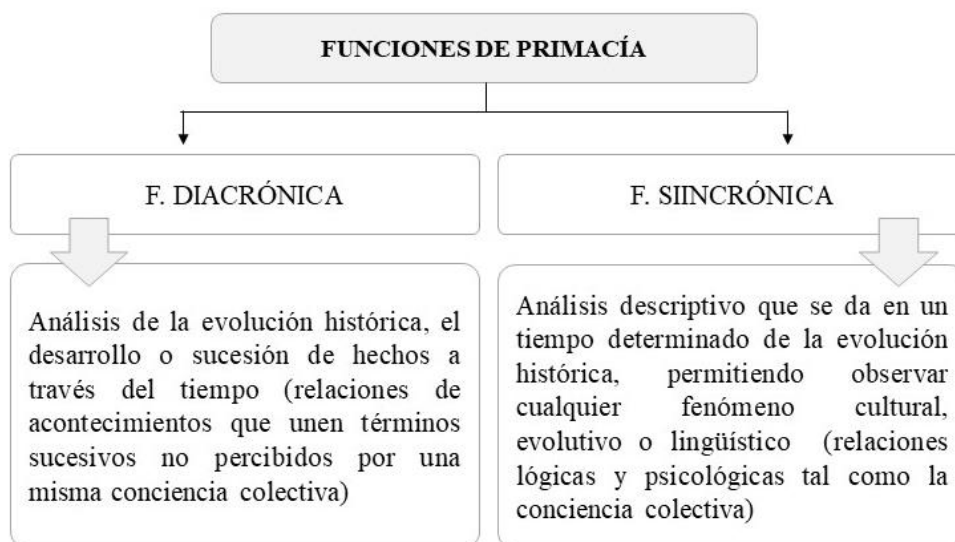 FUNCIONES DE PRIMACÍA
F. DIACRÓNICA
Análisis de la evolución histórica, el
desarrollo o sucesión de hechos a
través del tiempo (relaciones de
acontecimientos que unen términos
sucesivos no percibidos por una
misma conciencia colectiva)
F. SIINCRÓNICA
Análisis descriptivo que se da en un
tiempo determinado de la evolución
histórica, permitiendo observar
cualquier fenómeno cultural,
evolutivo o lingüístico (relaciones
lógicas y psicológicas tal como la
conciencia colectiva)